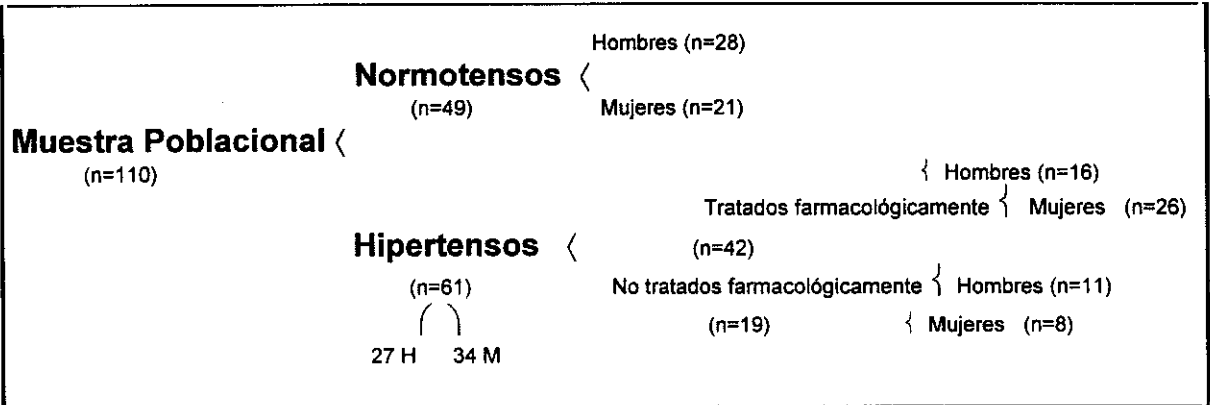 Hombres (n=28)
Normotensos 〈
(n=49) Mujeres (n=21)
Muestra Poblacional 〈
(n=110)
{ Hombres (n=16)
Tratados farmacológicamente { Mujeres (n=26)
Hipertensos 〈 (n=42)
(n=61) No tratados farmacológicamente { Hombres (n=11)
(n=19) { Mujeres (n=8)
27 H 34 M